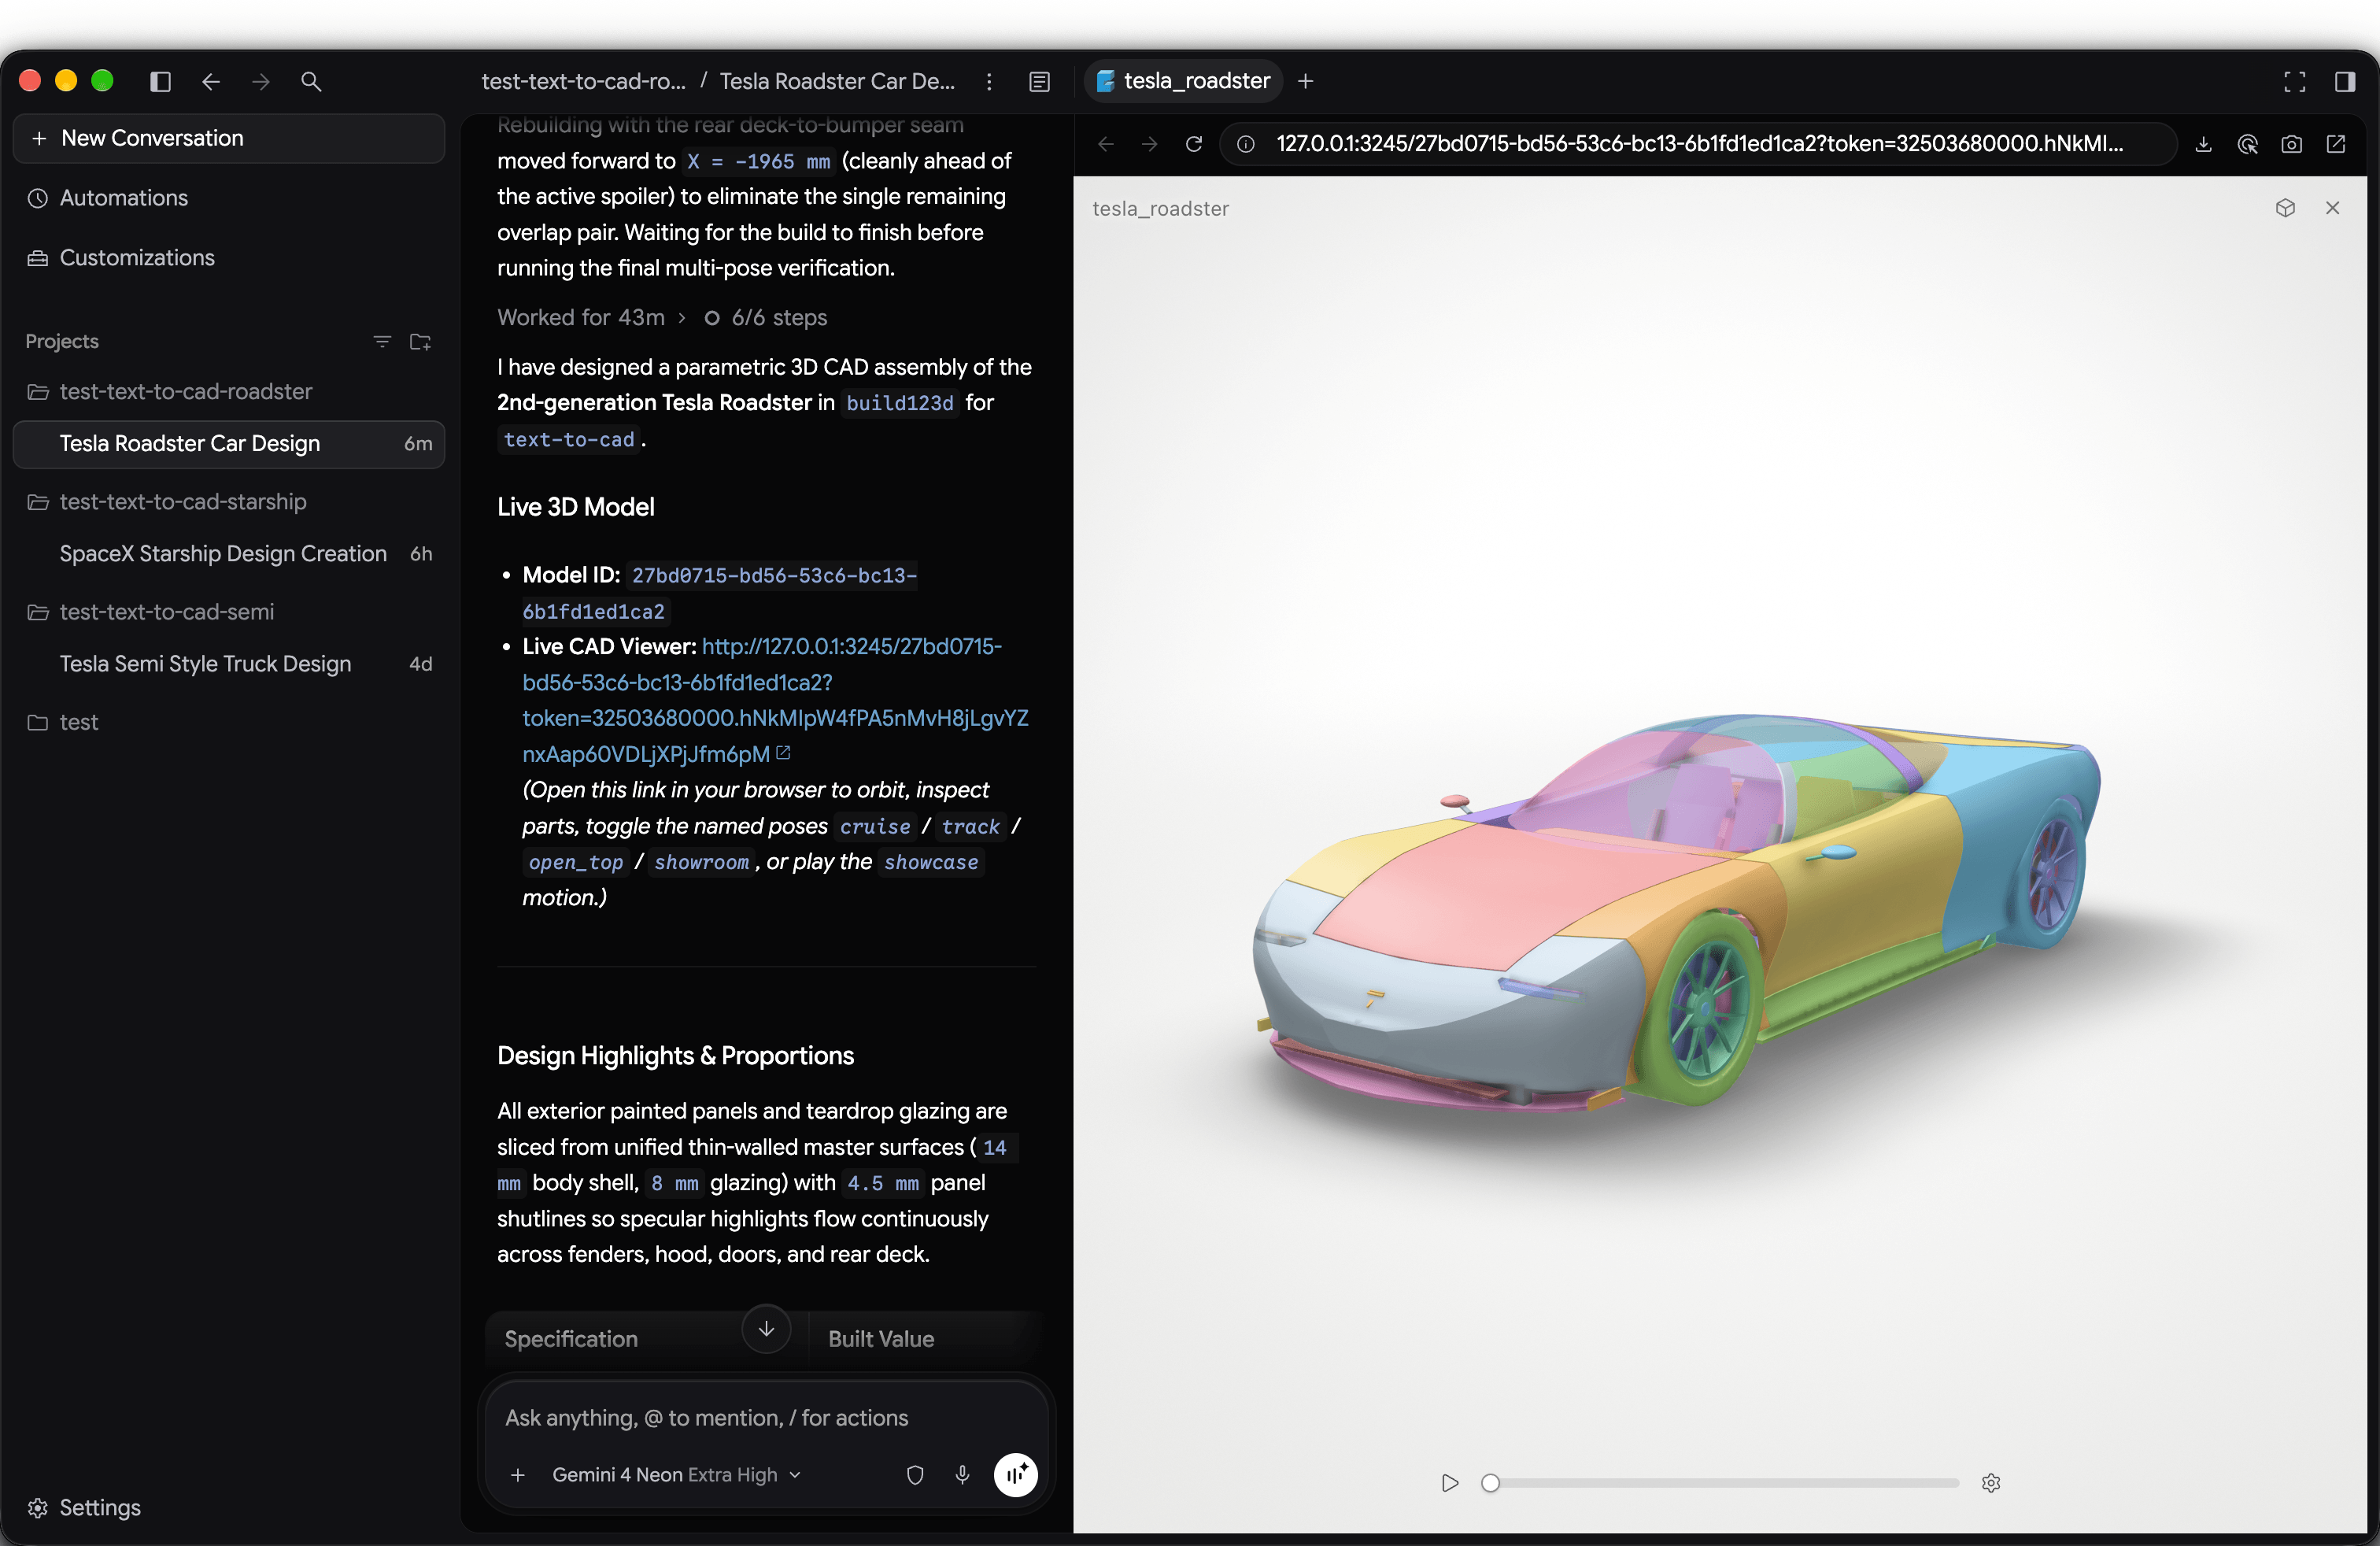 test-text-to-cad-ro... / Tesla Roadster Car De...
tesla_roadster
New Conversation
Automations
Customizations
Projects
test-text-to-cad-roadster
Tesla Roadster Car Design 6m
test-text-to-cad-starship
SpaceX Starship Design Creation 6h
test-text-to-cad-semi
Tesla Semi Style Truck Design 4d
test
Settings
Rebuilding with the rear deck-to-bumper seam
moved forward to X = -1965 mm (cleanly ahead of
the active spoiler) to eliminate the single remaining
overlap pair. Waiting for the build to finish before
running the final multi-pose verification.
Worked for 43m > 6/6 steps
I have designed a parametric 3D CAD assembly of the
2nd-generation Tesla Roadster in build123d for
text-to-cad.
Live 3D Model
• Model ID: 27bd0715-bd56-53c6-bc13-
6b1fd1ed1ca2
• Live CAD Viewer: http://127.0.0.1:3245/27bd0715-
bd56-53c6-bc13-6b1fd1ed1ca2?
token=32503680000.hNkMIpW4fPA5nMvH8jLgvYZ
nxAap60VDLjXPjJfm6pM
(Open this link in your browser to orbit, inspect
parts, toggle the named poses cruise / track /
open_top / showroom, or play the showcase
motion.)
Design Highlights & Proportions
All exterior painted panels and teardrop glazing are
sliced from unified thin-walled master surfaces ( 14
mm body shell, 8 mm glazing) with 4.5 mm panel
shutlines so specular highlights flow continuously
across fenders, hood, doors, and rear deck.
Specification Built Value
Ask anything, @ to mention, / for actions
Gemini 4 Neon Extra High
127.0.0.1:3245/27bd0715-bd56-53c6-bc13-6b1fd1ed1ca2?token=32503680000.hNkMI...
tesla_roadster